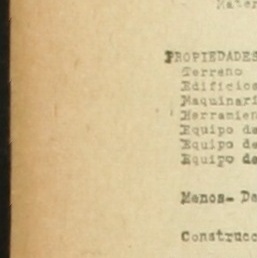 Mater
PROPIEDADES
Terreno
Edificios
Maquinari
Herramien
Equipo de
Equipo de
Equipo de
Menos- De
Construcc